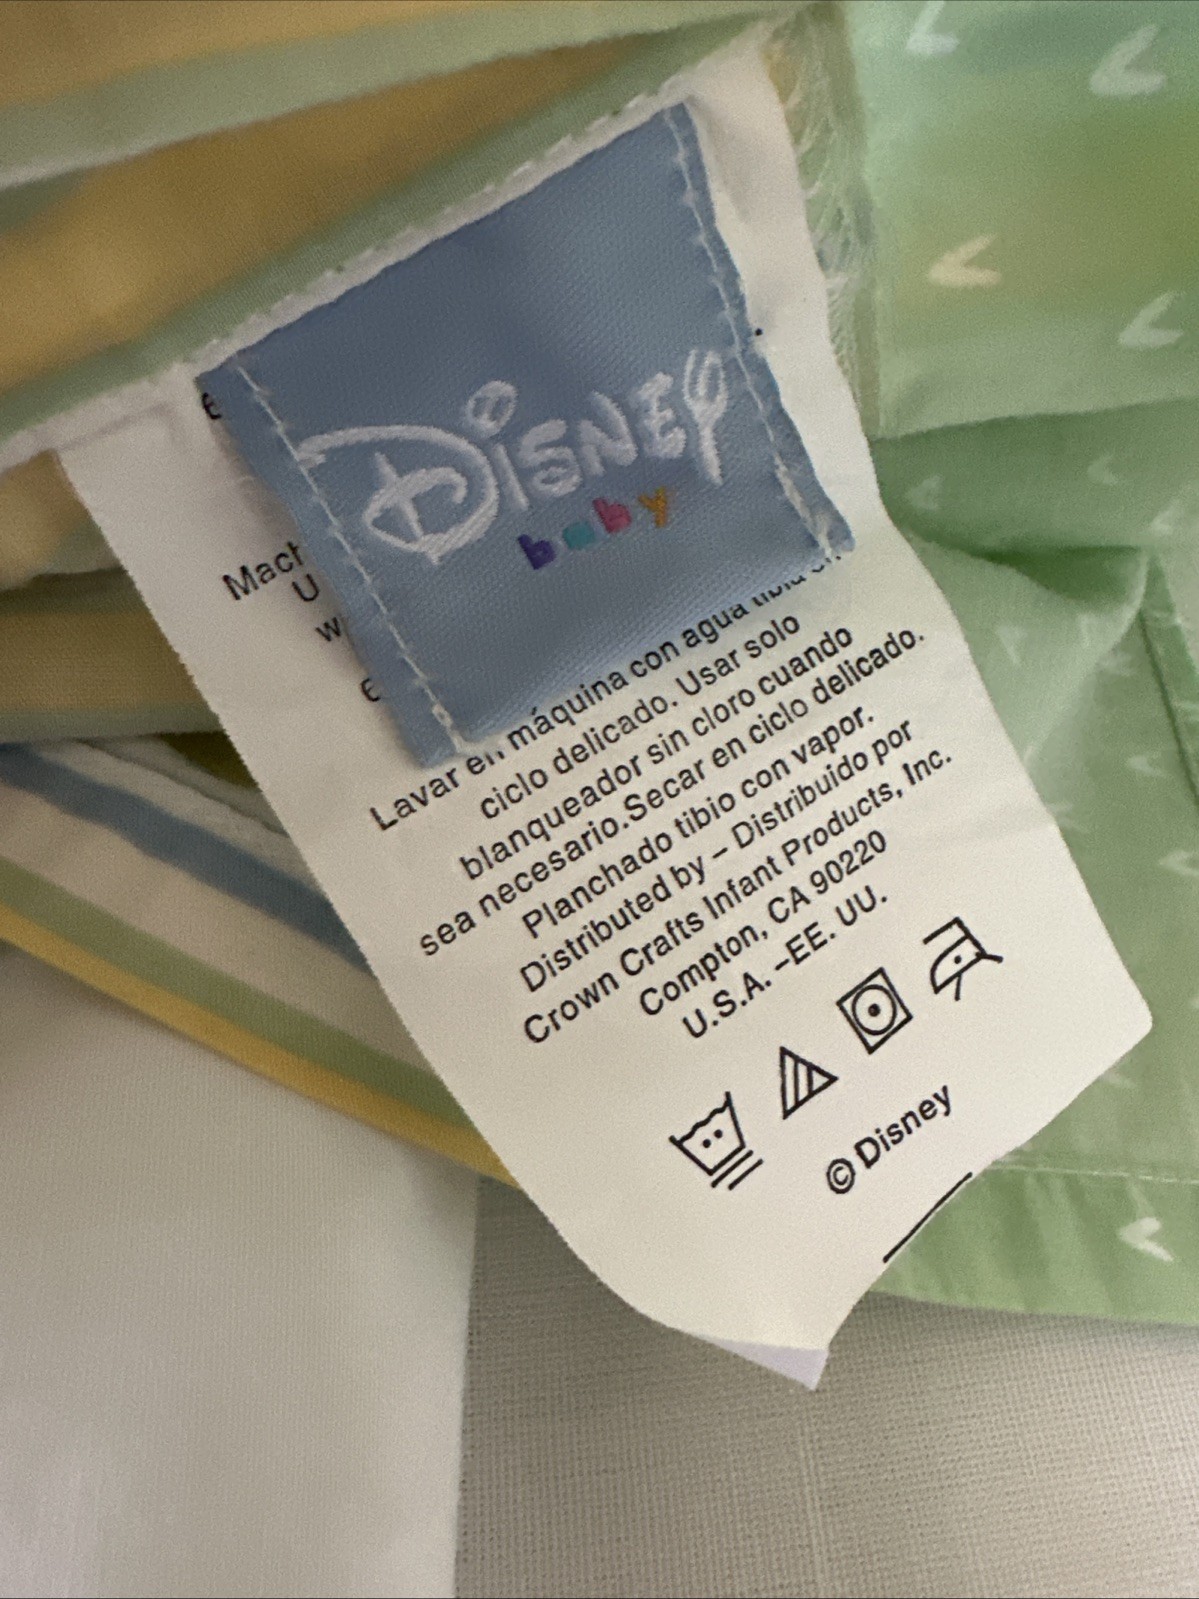 Disney
baby
Mach
U
w
e
Lavar en máquina con agua tibia en
ciclo delicado. Usar solo
blanqueador sin cloro cuando
sea necesario.Secar en ciclo delicado.
Planchado tibio con vapor.
Distributed by – Distribuido por
Crown Crafts Infant Products, Inc.
Compton, CA 90220
U.S.A. –EE. UU.
© Disney